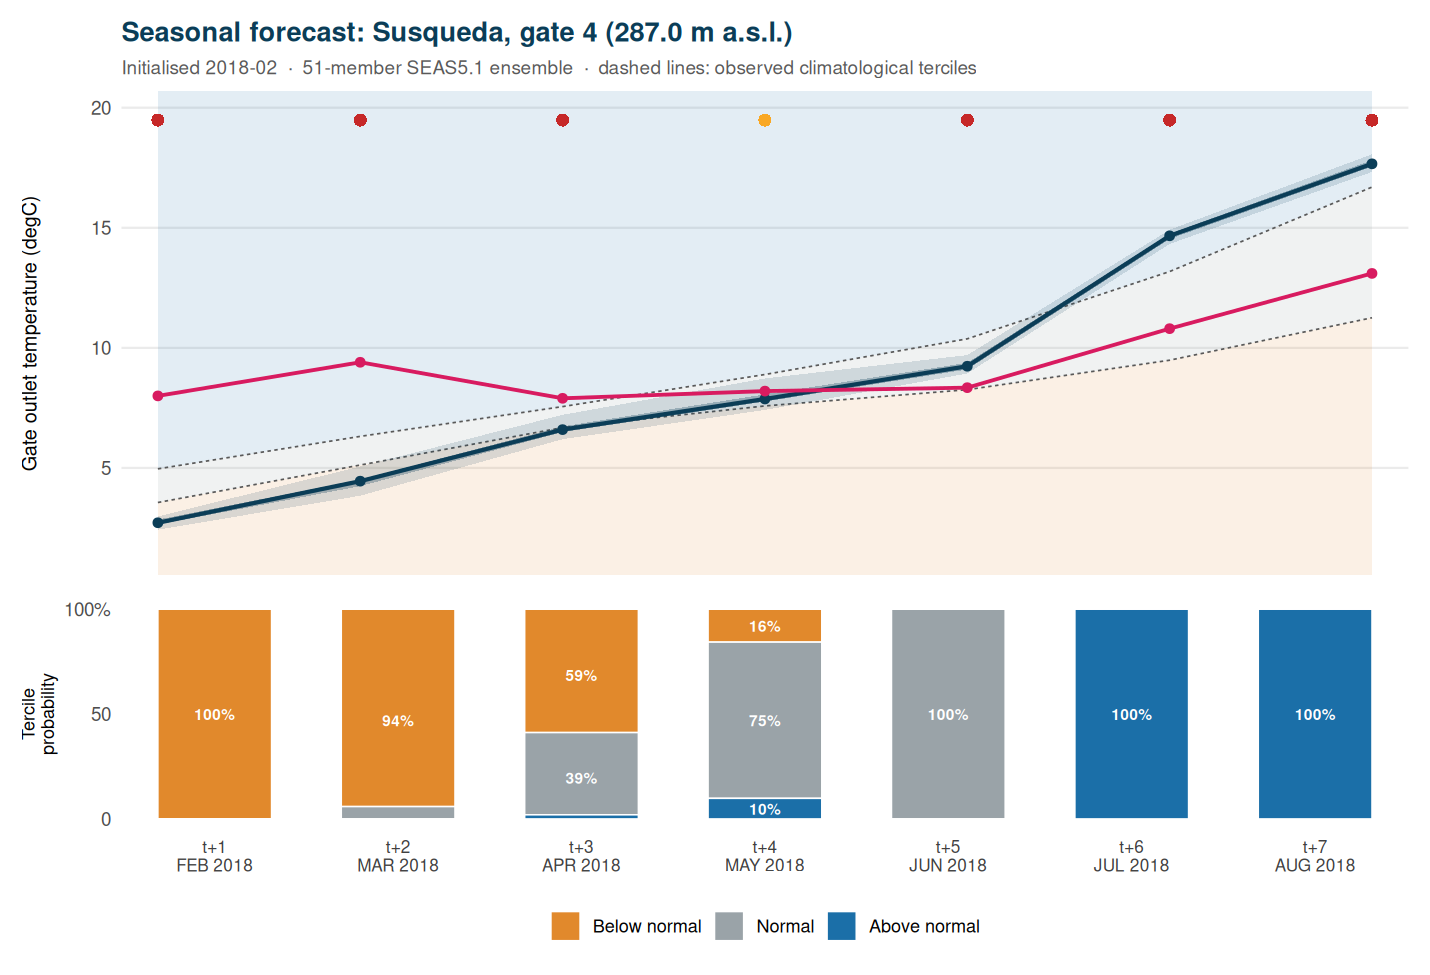 Seasonal forecast: Susqueda, gate 4 (287.0 m a.s.l.)
Initialised 2018-02 · 51-member SEAS5.1 ensemble · dashed lines: observed climatological terciles
Gate outlet temperature (degC)
20
15
10
5
Tercile
probability
100%
50
0
100%
94%
59%
39%
16%
75%
10%
100%
100%
100%
t+1
FEB 2018
t+2
MAR 2018
t+3
APR 2018
t+4
MAY 2018
t+5
JUN 2018
t+6
JUL 2018
t+7
AUG 2018
Below normal
Normal
Above normal